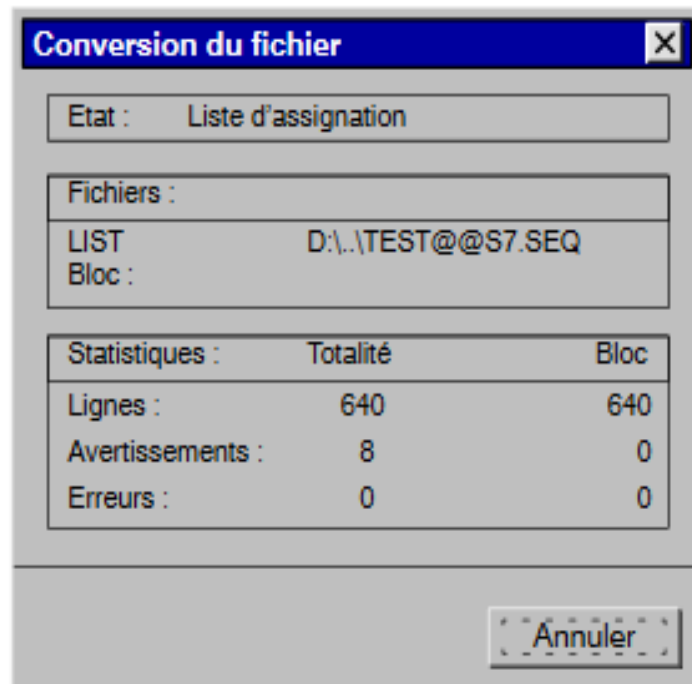 Conversion du fichier
Etat : Liste d'assignation
Fichiers :
LIST D:\..\TEST@@S7.SEQ
Bloc :
Statistiques : Totalité Bloc
Lignes : 640 640
Avertissements : 8 0
Erreurs : 0 0
Annuler